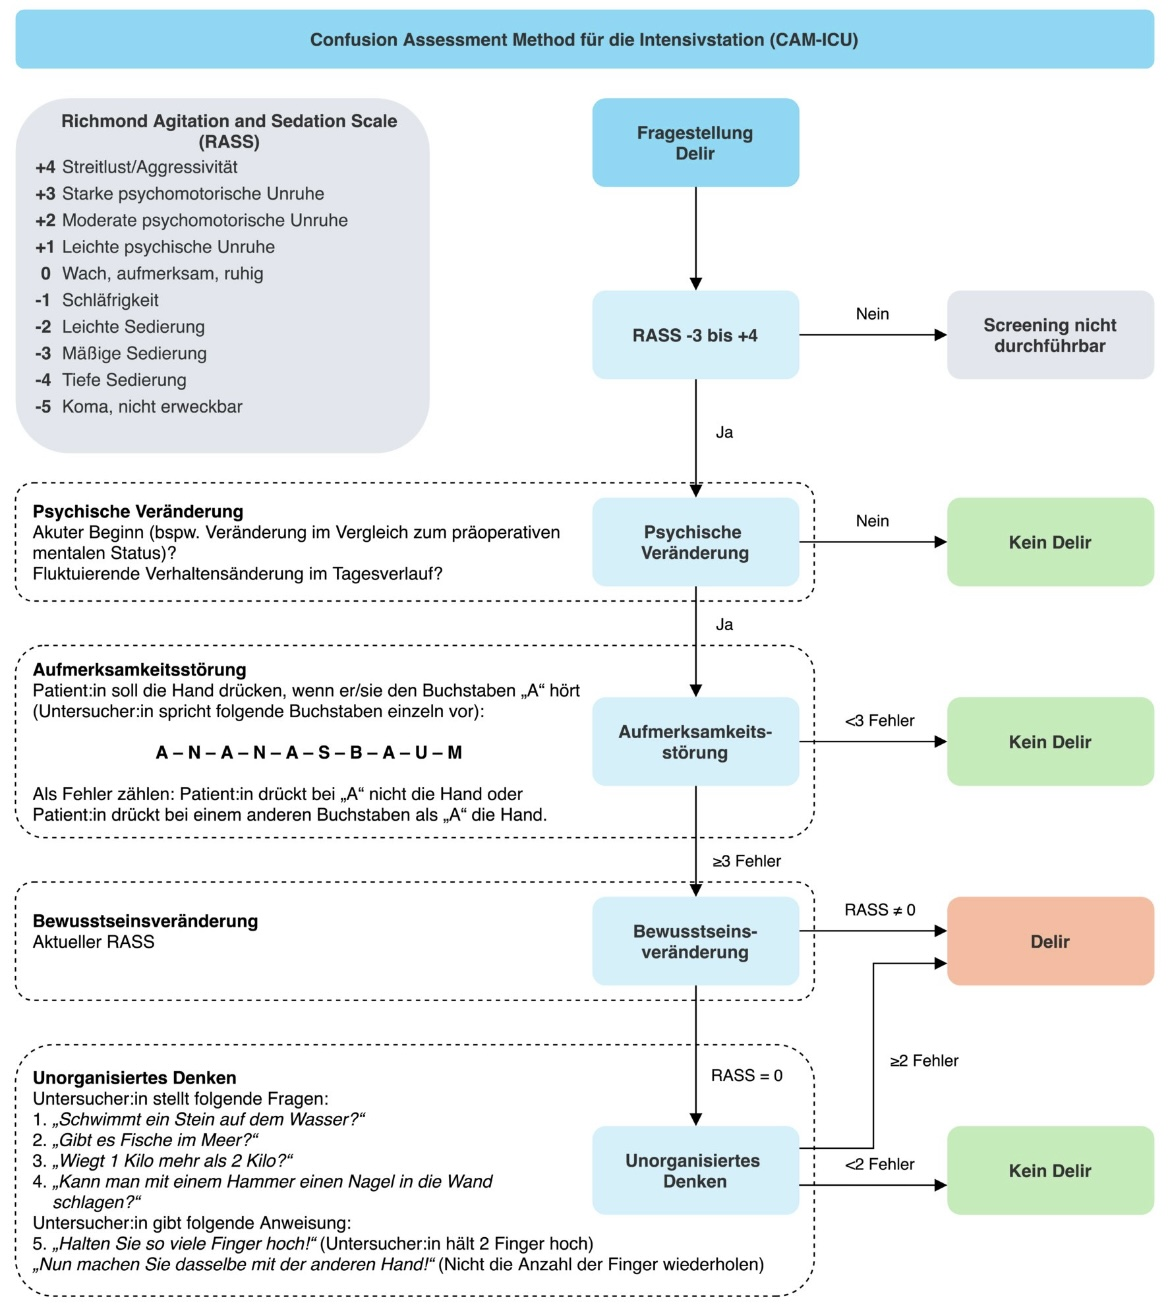 Confusion Assessment Method für die Intensivstation (CAM-ICU)
Richmond Agitation and Sedation Scale
(RASS)
+4 Streitlust/Aggressivität
+3 Starke psychomotorische Unruhe
+2 Moderate psychomotorische Unruhe
+1 Leichte psychische Unruhe
0 Wach, aufmerksam, ruhig
-1 Schläfrigkeit
-2 Leichte Sedierung
-3 Mäßige Sedierung
-4 Tiefe Sedierung
-5 Koma, nicht erweckbar
Fragestellung
Delir
RASS -3 bis +4
Nein
Screening nicht
durchführbar
Ja
Psychische Veränderung
Akuter Beginn (bspw. Veränderung im Vergleich zum präoperativen
mentalen Status)?
Fluktuierende Verhaltensänderung im Tagesverlauf?
Psychische
Veränderung
Nein
Kein Delir
Ja
Aufmerksamkeitsstörung
Patient:in soll die Hand drücken, wenn er/sie den Buchstaben „A“ hört
(Untersucher:in spricht folgende Buchstaben einzeln vor):
A – N – A – N – A – S – B – A – U – M
Als Fehler zählen: Patient:in drückt bei „A“ nicht die Hand oder
Patient:in drückt bei einem anderen Buchstaben als „A“ die Hand.
Aufmerksamkeits-
störung
<3 Fehler
Kein Delir
≥3 Fehler
Bewusstseinsveränderung
Aktueller RASS
Bewusstseins-
veränderung
RASS ≠ 0
Delir
RASS = 0
≥2 Fehler
Unorganisiertes Denken
Untersucher:in stellt folgende Fragen:
1. „Schwimmt ein Stein auf dem Wasser?“
2. „Gibt es Fische im Meer?“
3. „Wiegt 1 Kilo mehr als 2 Kilo?“
4. „Kann man mit einem Hammer einen Nagel in die Wand
schlagen?“
Untersucher:in gibt folgende Anweisung:
5. „Halten Sie so viele Finger hoch!“ (Untersucher:in hält 2 Finger hoch)
„Nun machen Sie dasselbe mit der anderen Hand!“ (Nicht die Anzahl der Finger wiederholen)
Unorganisiertes
Denken
<2 Fehler
Kein Delir